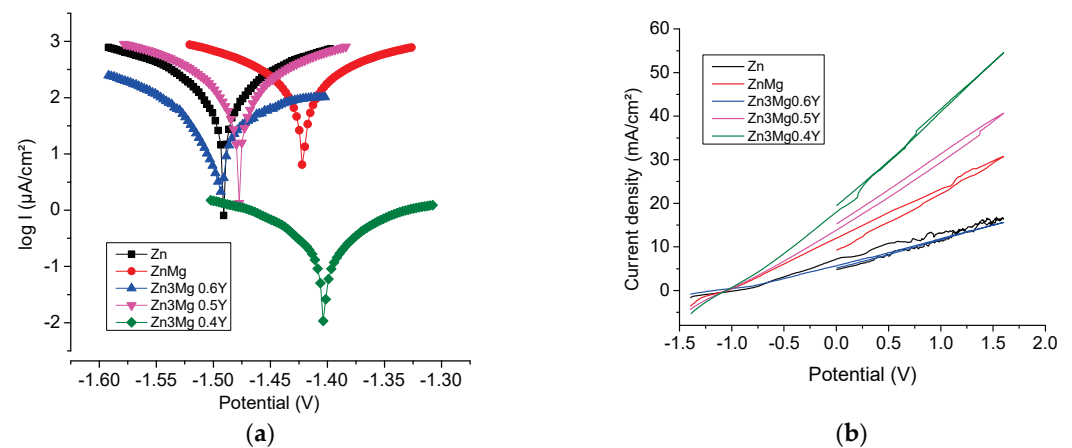 log I (µA/cm²)
3
2
1
0
-1
-2
Zn
ZnMg
Zn3Mg 0.6Y
Zn3Mg 0.5Y
Zn3Mg 0.4Y
-1.60 -1.55 -1.50 -1.45 -1.40 -1.35 -1.30
Potential (V)
(a)
Current density (mA/cm²)
60
50
40
30
20
10
0
Zn
ZnMg
Zn3Mg0.6Y
Zn3Mg0.5Y
Zn3Mg0.4Y
-1.5 -1.0 -0.5 0.0 0.5 1.0 1.5 2.0
Potential (V)
(b)